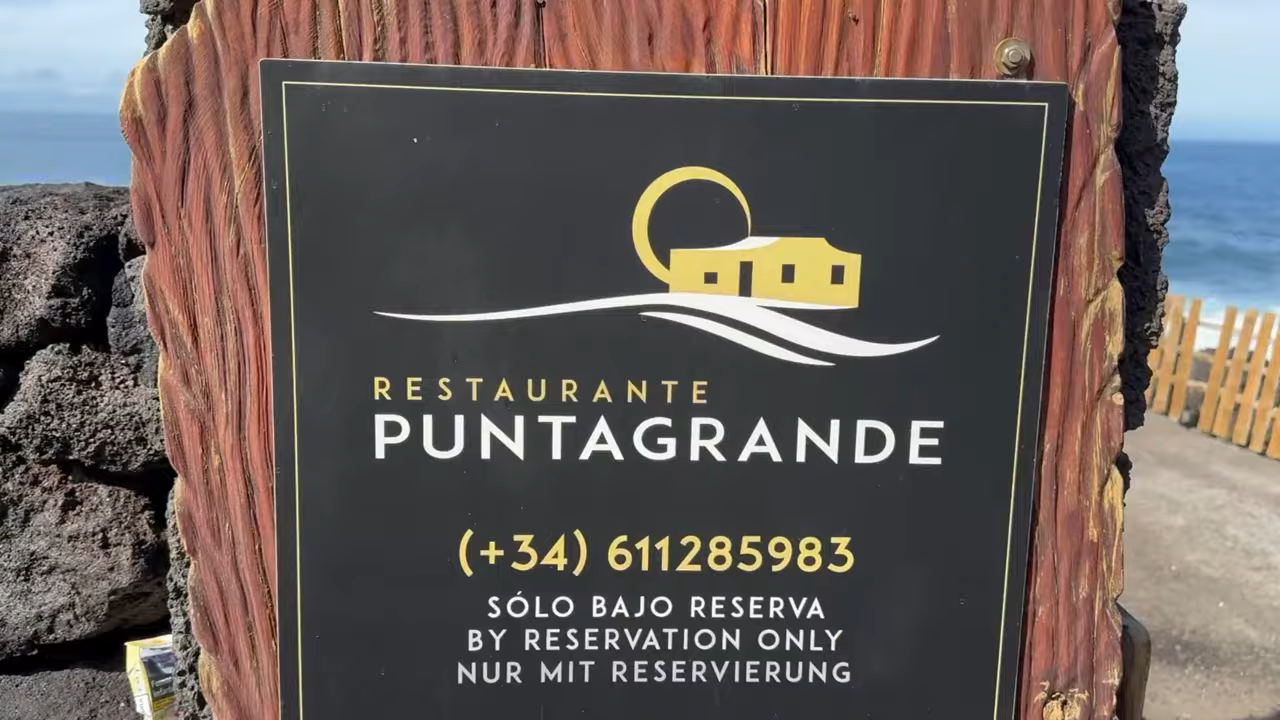 RESTAURANTE
PUNTAGRANDE
(+34) 611285983
SÓLO BAJO RESERVA
BY RESERVATION ONLY
NUR MIT RESERVIERUNG